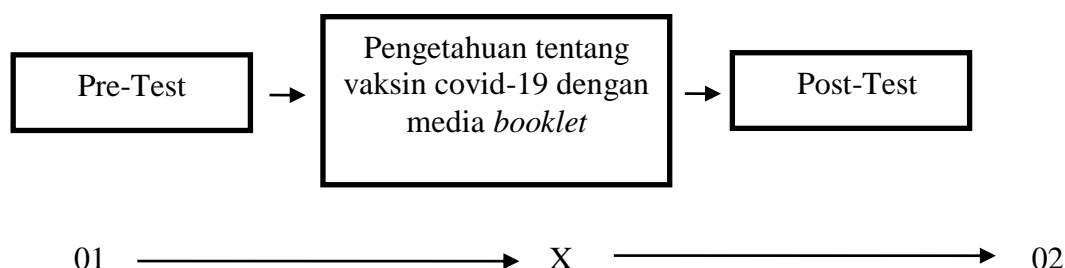 Pre-Test
Pengetahuan tentang
vaksin covid-19 dengan
media booklet
Post-Test
01 X 02